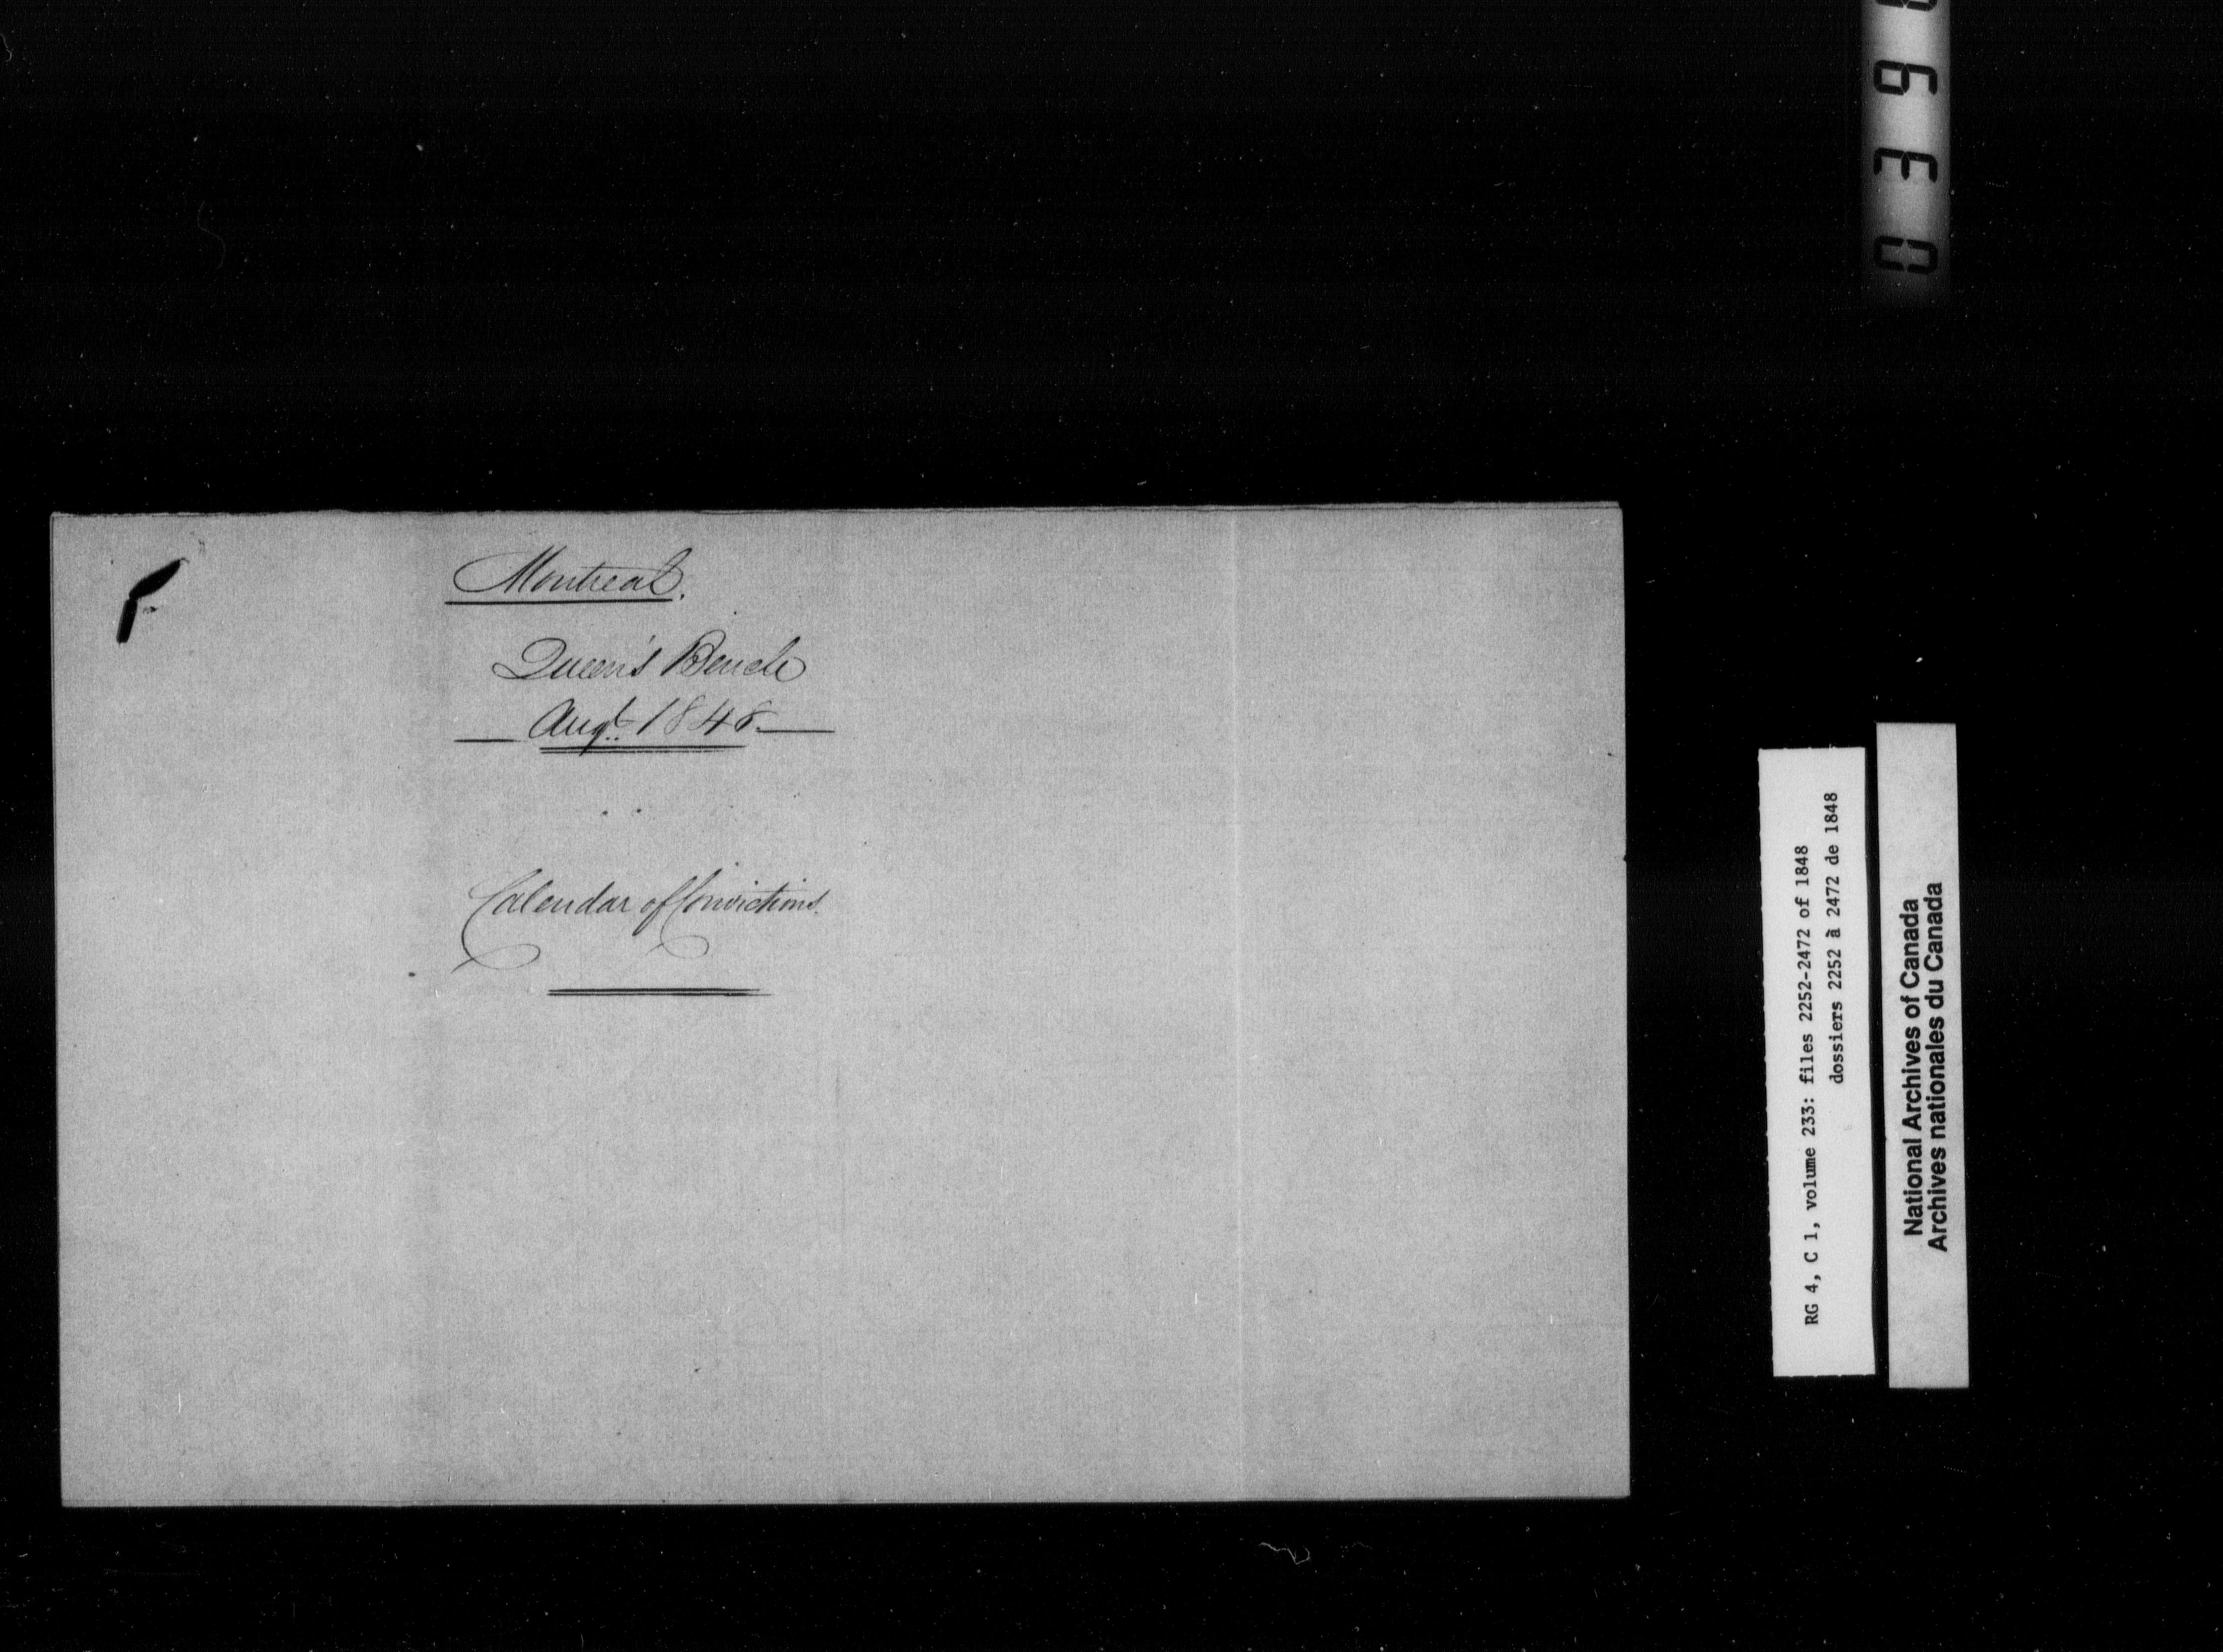 Montreal.
Queen's Bench
Augt. 1848.
Calendar of Convictions.
RG 4, C 1, volume 233: files 2252-2472 of 1848
dossiers 2252 à 2472 de 1848
National Archives of Canada
Archives nationales du Canada
039